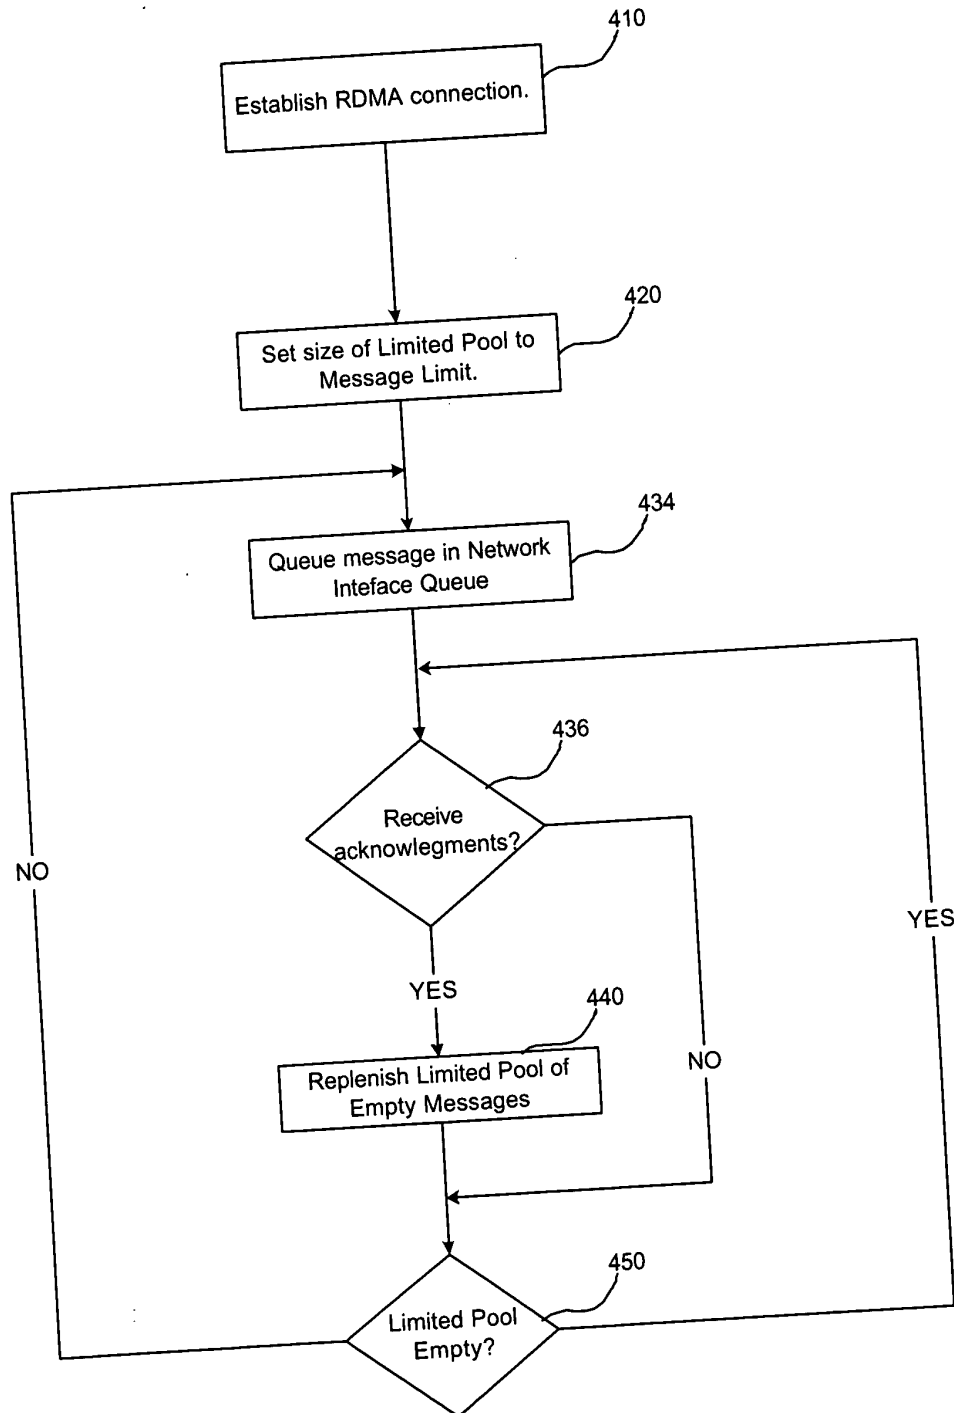 410
Establish RDMA connection.
420
Set size of Limited Pool to
Message Limit.
434
Queue message in Network
Inteface Queue
436
Receive
acknowlegments?
NO
YES
YES
440
NO
Replenish Limited Pool of
Empty Messages
450
Limited Pool
Empty?